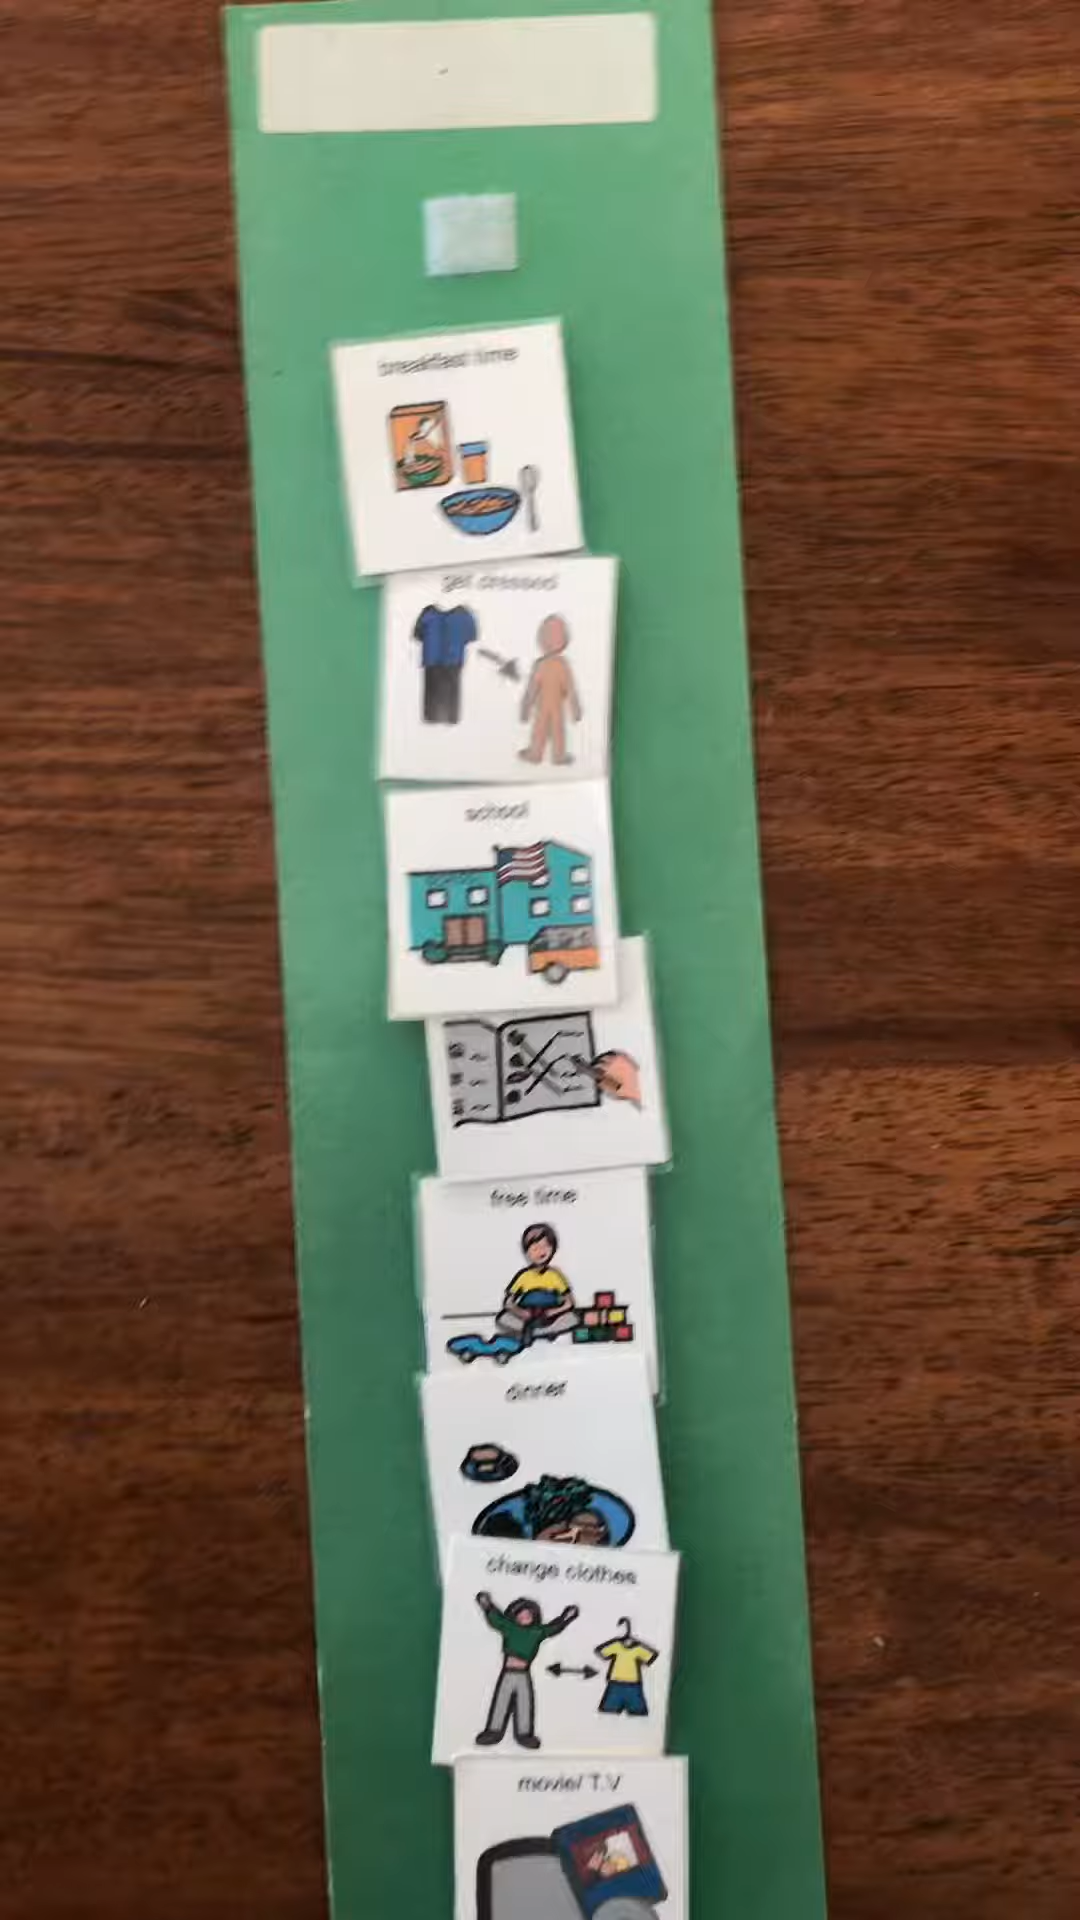 breakfast time
get dressed
school
free time
dinner
change clothes
movie/ T.V